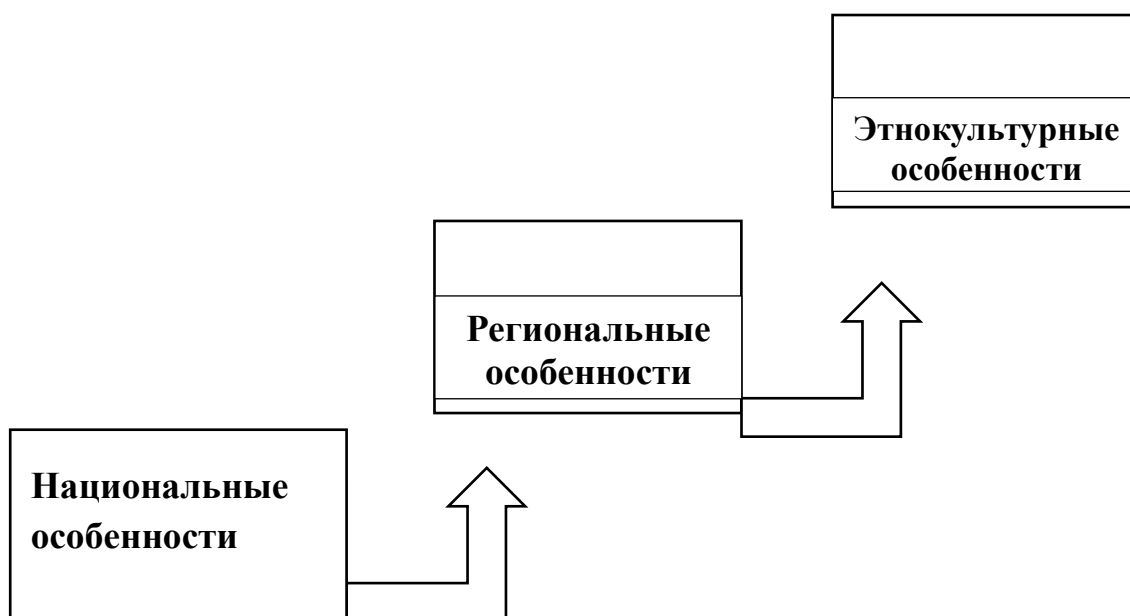 Этнокультурные
особенности
Региональные
особенности
Национальные
особенности